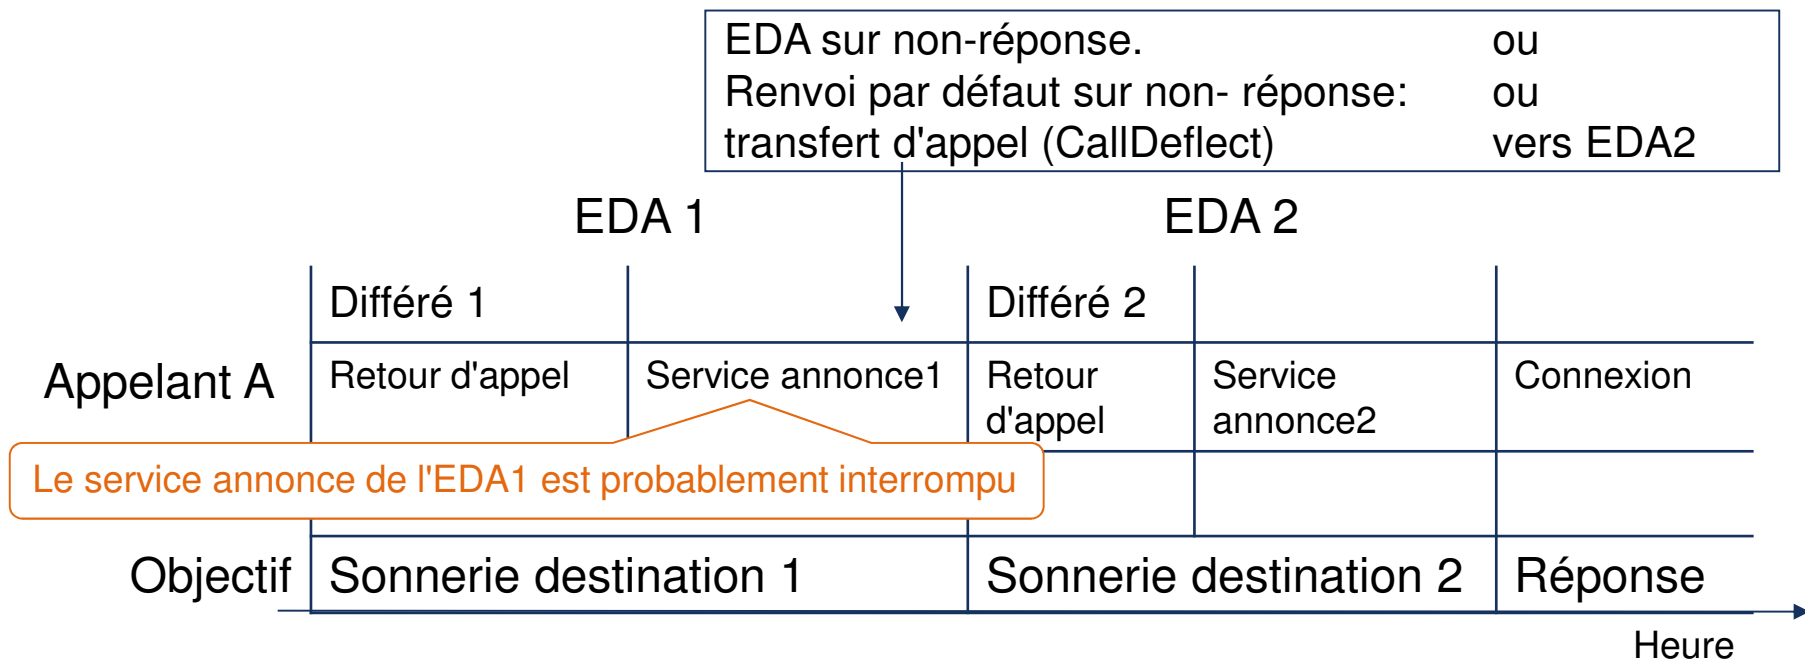 EDA sur non-réponse. ou
Renvoi par défaut sur non- réponse: ou
transfert d'appel (CallDeflect) vers EDA2
EDA 1 EDA 2
Différé 1 Différé 2
Appelant A Retour d'appel Service annonce1 Retour d'appel Service annonce2 Connexion
Le service annonce de l'EDA1 est probablement interrompu
Objectif Sonnerie destination 1 Sonnerie destination 2 Réponse
Heure